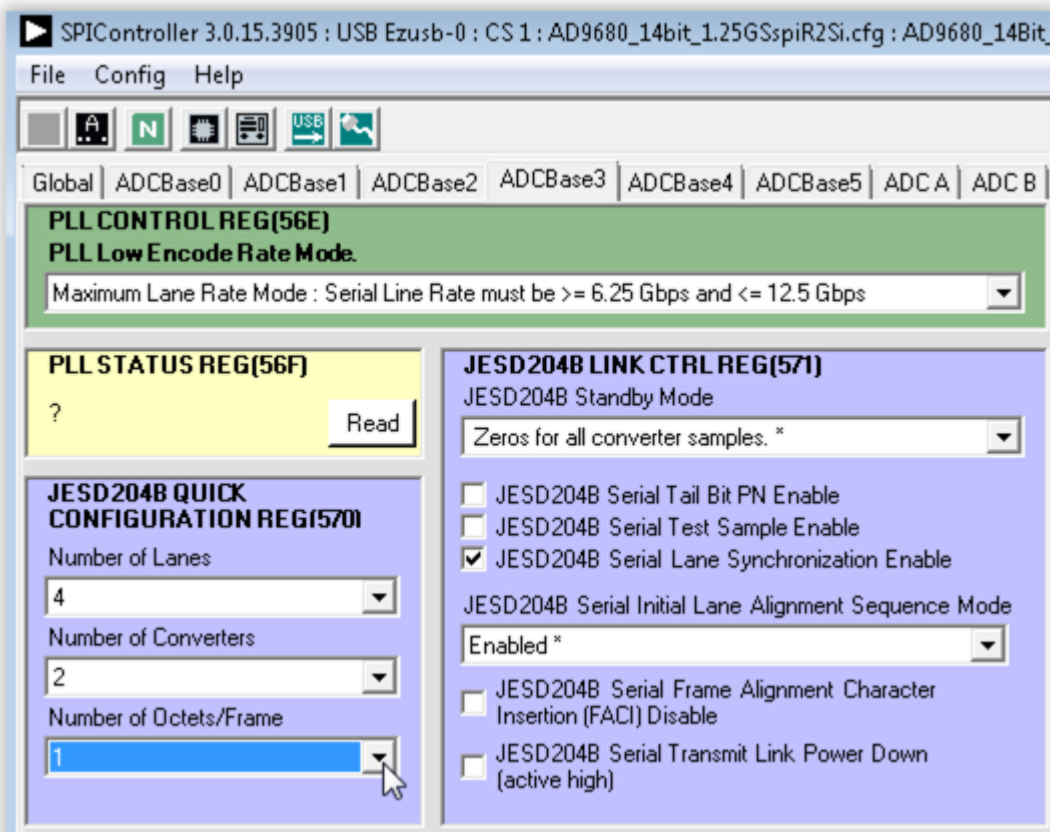 SPIController 3.0.15.3905 : USB Ezusb-0 : CS 1 : AD9680_14bit_1.25GSspiR2Si.cfg : AD9680_14Bit_
File Config Help
A
N
USB
Global ADCBase0 ADCBase1 ADCBase2 ADCBase3 ADCBase4 ADCBase5 ADC A ADC B
PLL CONTROL REG(56E)
PLL Low Encode Rate Mode.
Maximum Lane Rate Mode : Serial Line Rate must be >= 6.25 Gbps and <= 12.5 Gbps
PLL STATUS REG(56F)
?
Read
JESD204B QUICK
CONFIGURATION REG(570)
Number of Lanes
4
Number of Converters
2
Number of Octets/Frame
1
JESD204B LINK CTRL REG(571)
JESD204B Standby Mode
Zeros for all converter samples. *
JESD204B Serial Tail Bit PN Enable
JESD204B Serial Test Sample Enable
JESD204B Serial Lane Synchronization Enable
JESD204B Serial Initial Lane Alignment Sequence Mode
Enabled *
JESD204B Serial Frame Alignment Character
Insertion (FACI) Disable
JESD204B Serial Transmit Link Power Down
(active high)